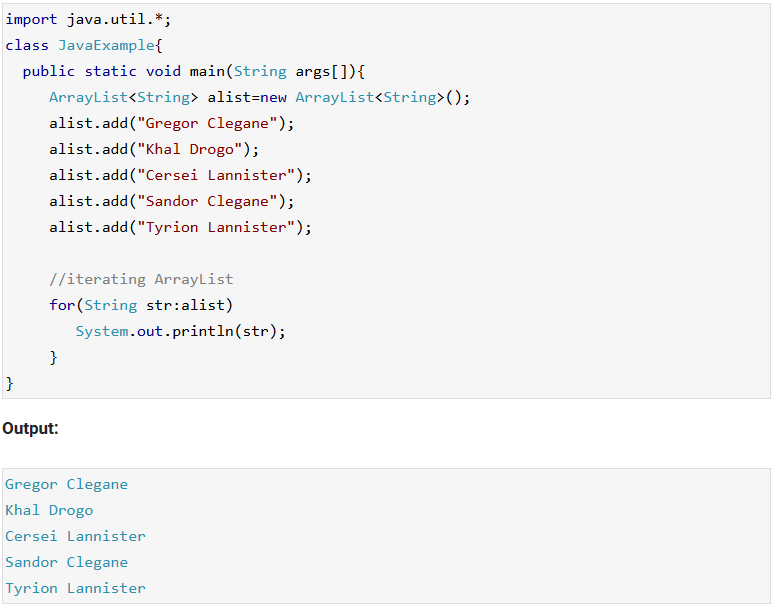 import java.util.*;
class JavaExample{
  public static void main(String args[]){
     ArrayList<String> alist=new ArrayList<String>();
     alist.add("Gregor Clegane");
     alist.add("Khal Drogo");
     alist.add("Cersei Lannister");
     alist.add("Sandor Clegane");
     alist.add("Tyrion Lannister");
     //iterating ArrayList
     for(String str:alist)
        System.out.println(str);
     }
}
Output:
Gregor Clegane
Khal Drogo
Cersei Lannister
Sandor Clegane
Tyrion Lannister